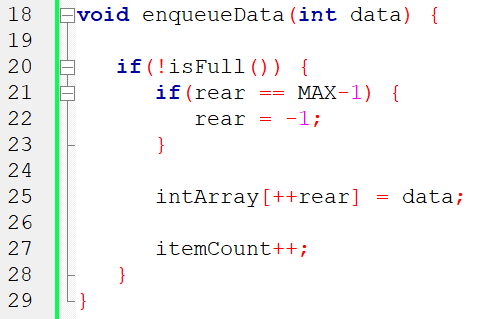 18 void enqueueData(int data) {
19
20 if(!isFull()) {
21 if(rear == MAX-1) {
22 rear = -1;
23 }
24
25 intArray[++rear] = data;
26
27 itemCount++;
28 }
29 }